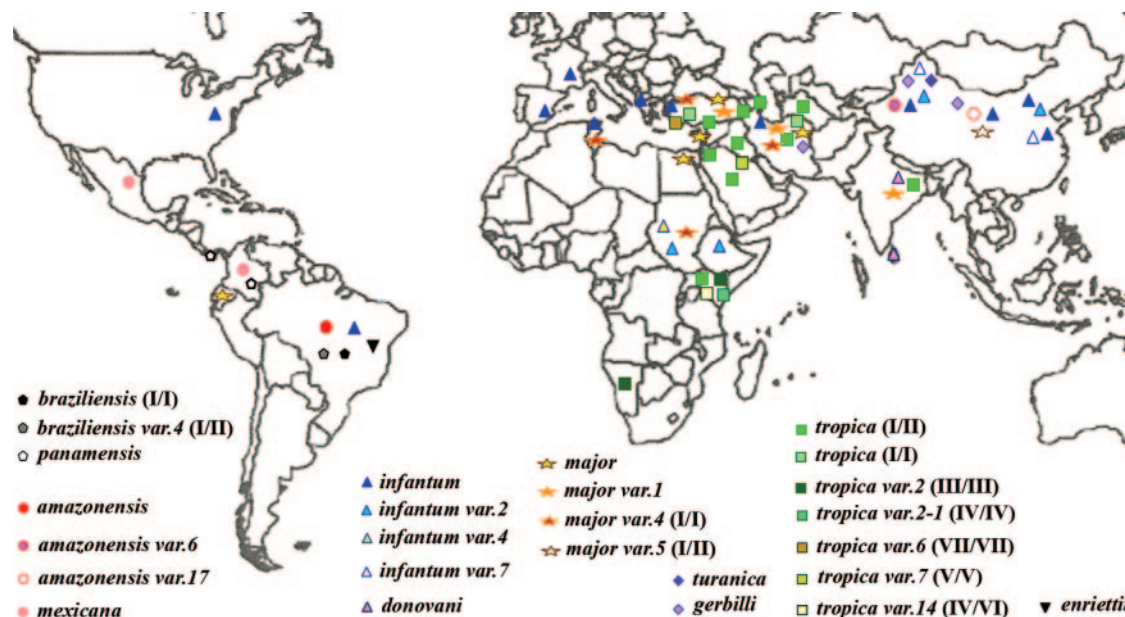 braziliensis (I/I)
braziliensis var.4 (I/II)
panamensis
amazonensis
amazonensis var.6
amazonensis var.17
mexicana
infantum
infantum var.2
infantum var.4
infantum var.7
donovani
major
major var.1
major var.4 (I/I)
major var.5 (I/II)
turanica
gerbilli
tropica (I/II)
tropica (I/I)
tropica var.2 (III/III)
tropica var.2-1 (IV/IV)
tropica var.6 (VII/VII)
tropica var.7 (V/V)
tropica var.14 (IV/VI)
enriettii